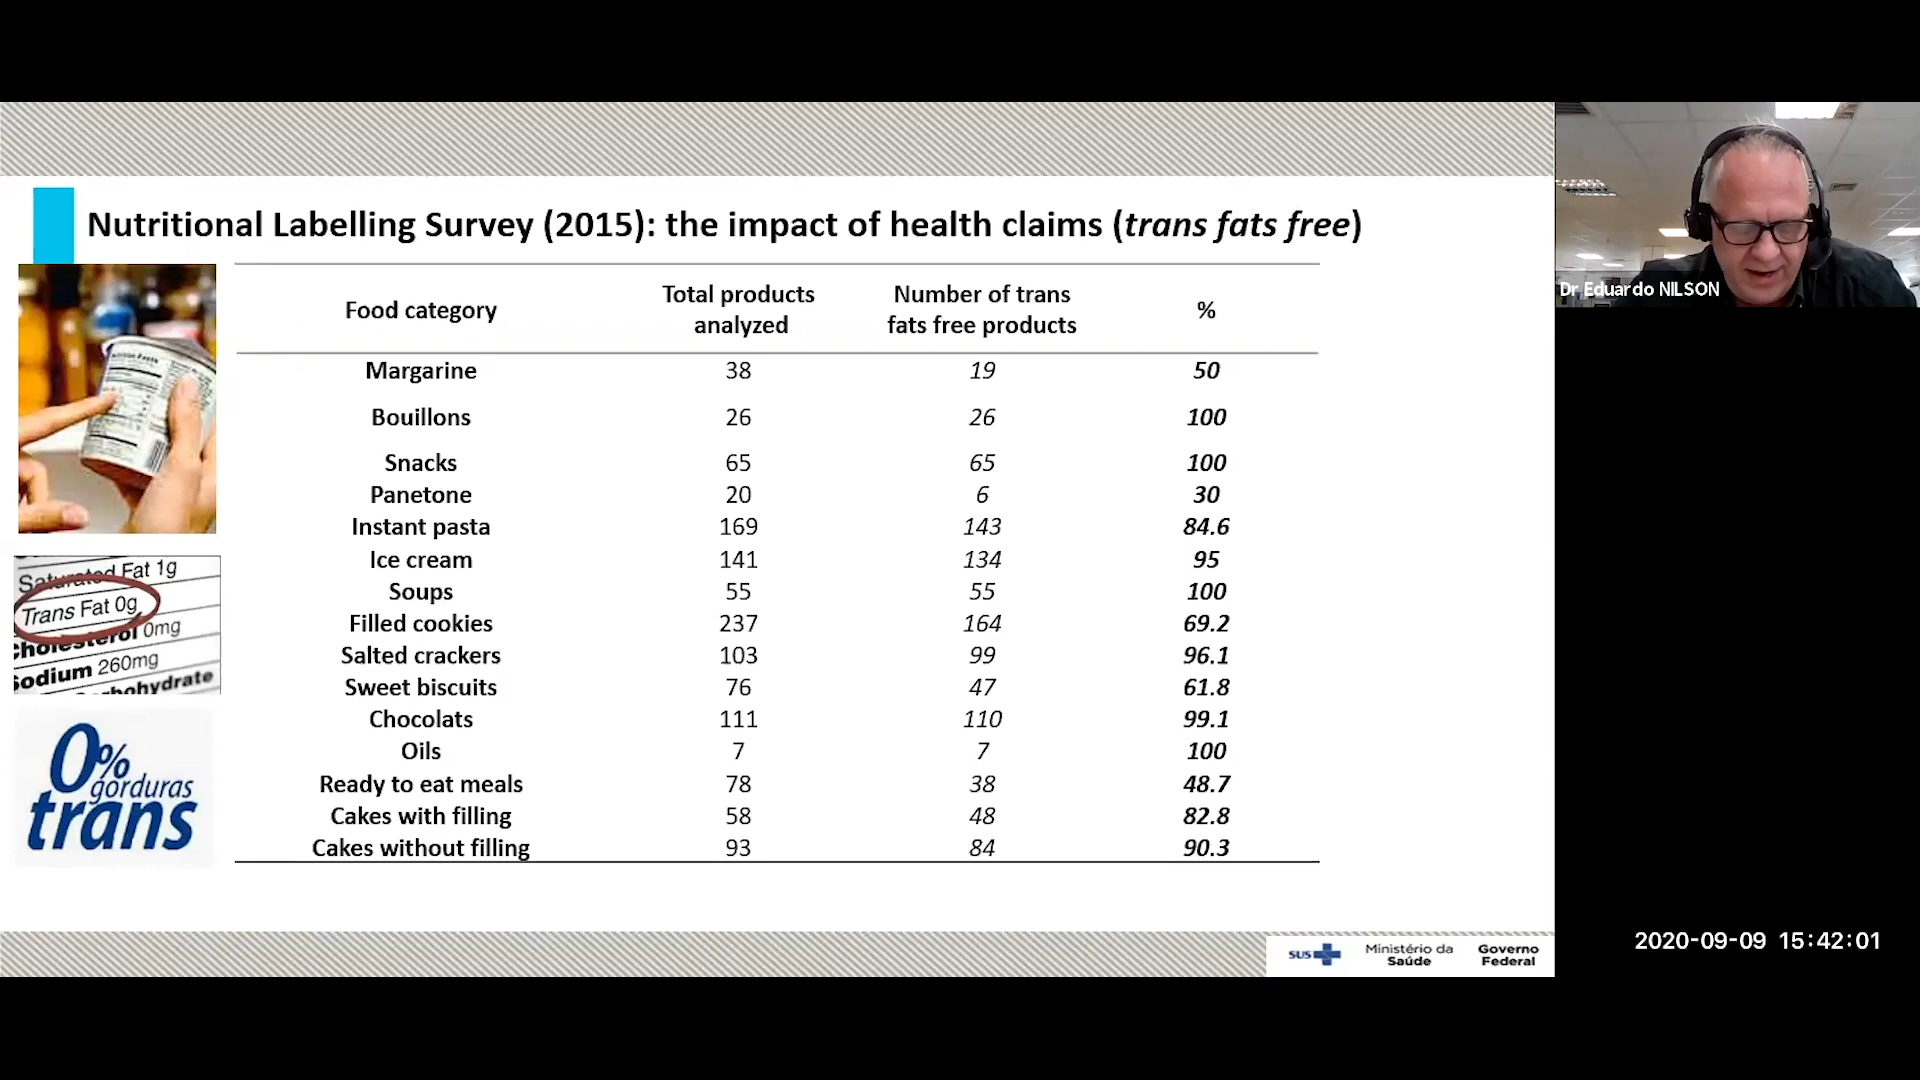 Nutritional Labelling Survey (2015): the impact of health claims (trans fats free)
Food category Total products analyzed Number of trans fats free products %
Margarine 38 19 50
Bouillons 26 26 100
Snacks 65 65 100
Panetone 20 6 30
Instant pasta 169 143 84.6
Ice cream 141 134 95
Soups 55 55 100
Filled cookies 237 164 69.2
Salted crackers 103 99 96.1
Sweet biscuits 76 47 61.8
Chocolats 111 110 99.1
Oils 7 7 100
Ready to eat meals 78 38 48.7
Cakes with filling 58 48 82.8
Cakes without filling 93 84 90.3
Saturated Fat 1g
Trans Fat 0g
Cholesterol 0mg
Sodium 260mg
0%
gorduras
trans
SUS
Ministério da
Saúde
Governo
Federal
Dr Eduardo NILSON
2020-09-09 15:42:01